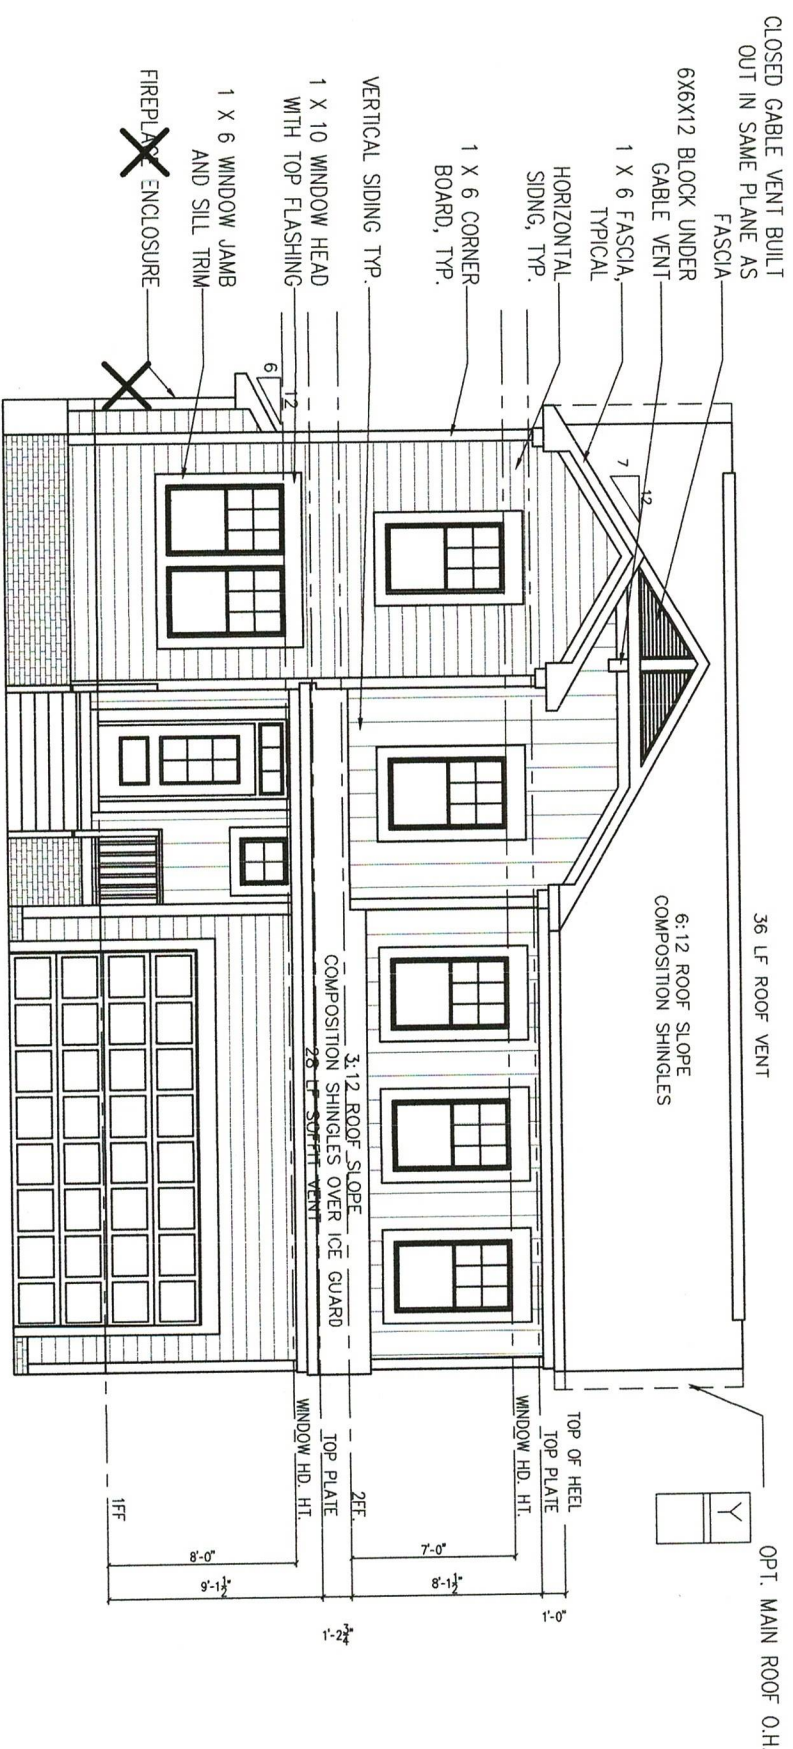 CLOSED GABLE VENT BUILT
OUT IN SAME PLANE AS
FASCIA
6X6X12 BLOCK UNDER
GABLE VENT
1 X 6 FASCIA,
TYPICAL
HORIZONTAL
SIDNG, TYP.
1 X 6 CORNER
BOARD, TYP.
VERTICAL SIDING TYP.
1 X 10 WINDOW HEAD
WITH TOP FLASHING
1 X 6 WINDOW JAMB
AND SILL TRIM
FIREPLACE ENCLOSURE
12
6
12
7
36 LF ROOF VENT
6:12 ROOF SLOPE
COMPOSITION SHINGLES
3:12 ROOF SLOPE
COMPOSITION SHINGLES OVER ICE GUARD
28 LF SOFFIT VENT
OPT. MAIN ROOF O.H.
Y
TOP OF HEEL
TOP PLATE
WINDOW HD. HT.
2FF.
TOP PLATE
WINDOW HD. HT.
1FF
1'-0"
8'-1½"
7'-0"
1'-2¾"
9'-1½"
8'-0"